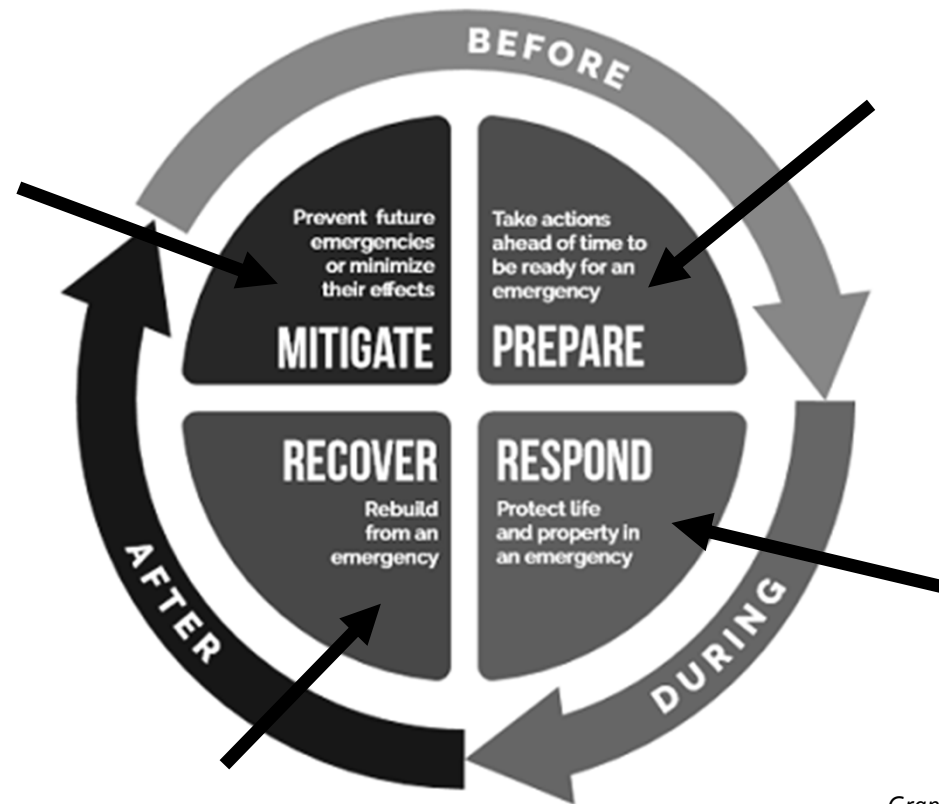 BEFORE
Prevent future
emergencies
or minimize
their effects
MITIGATE
Take actions
ahead of time to
be ready for an
emergency
PREPARE
RECOVER
Rebuild
from an
emergency
RESPOND
Protect life
and property in
an emergency
AFTER
DURING